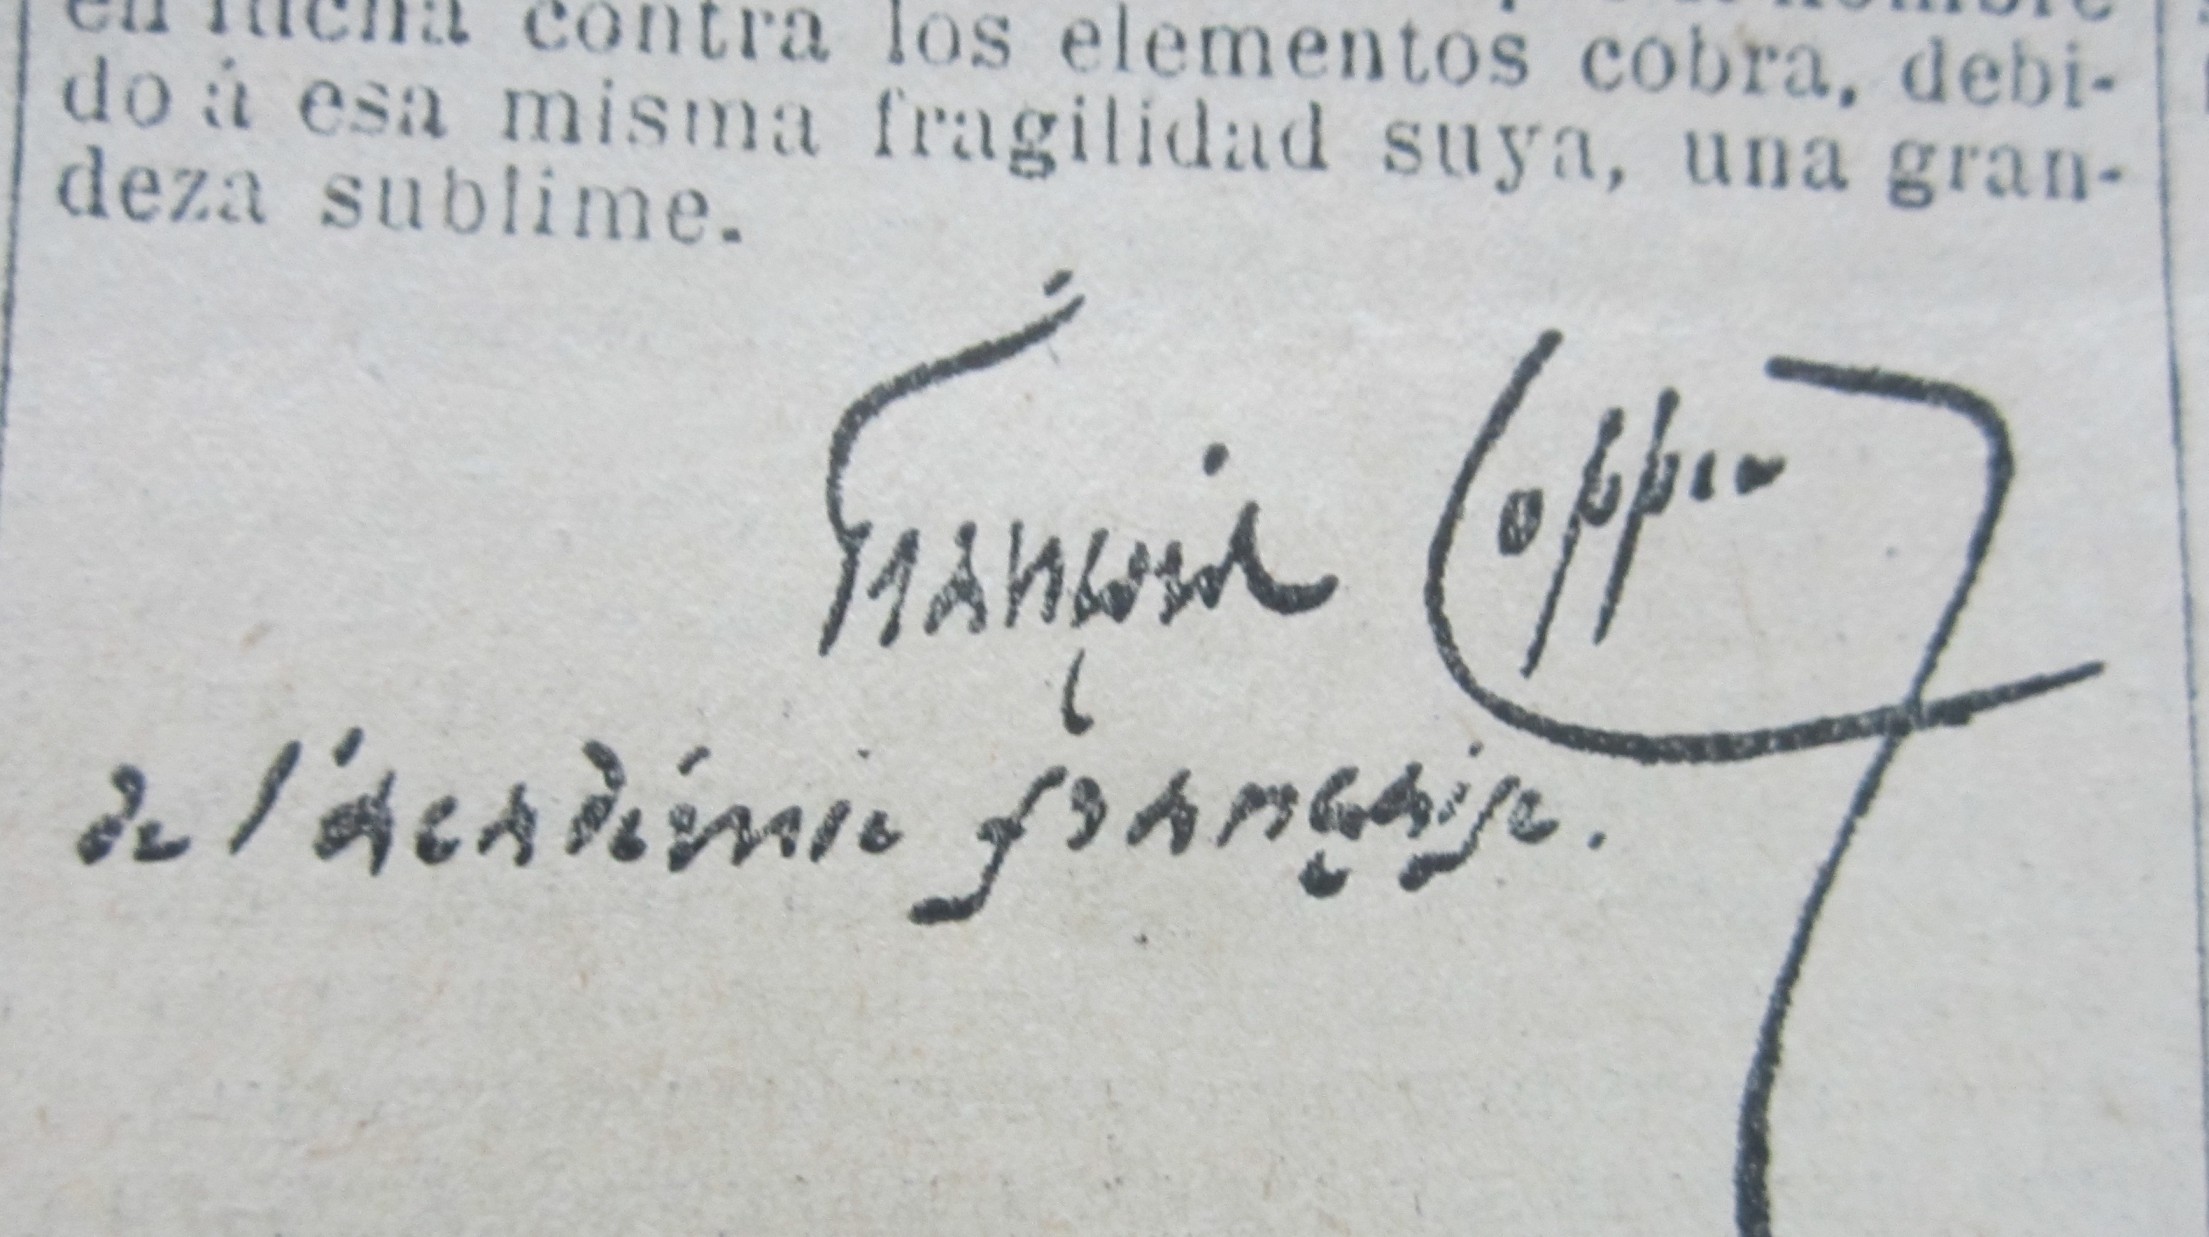 en lucha contra los elementos cobra, debi-
do á esa misma fragilidad suya, una gran-
deza sublime.
François Coppée
de l'Académie française.